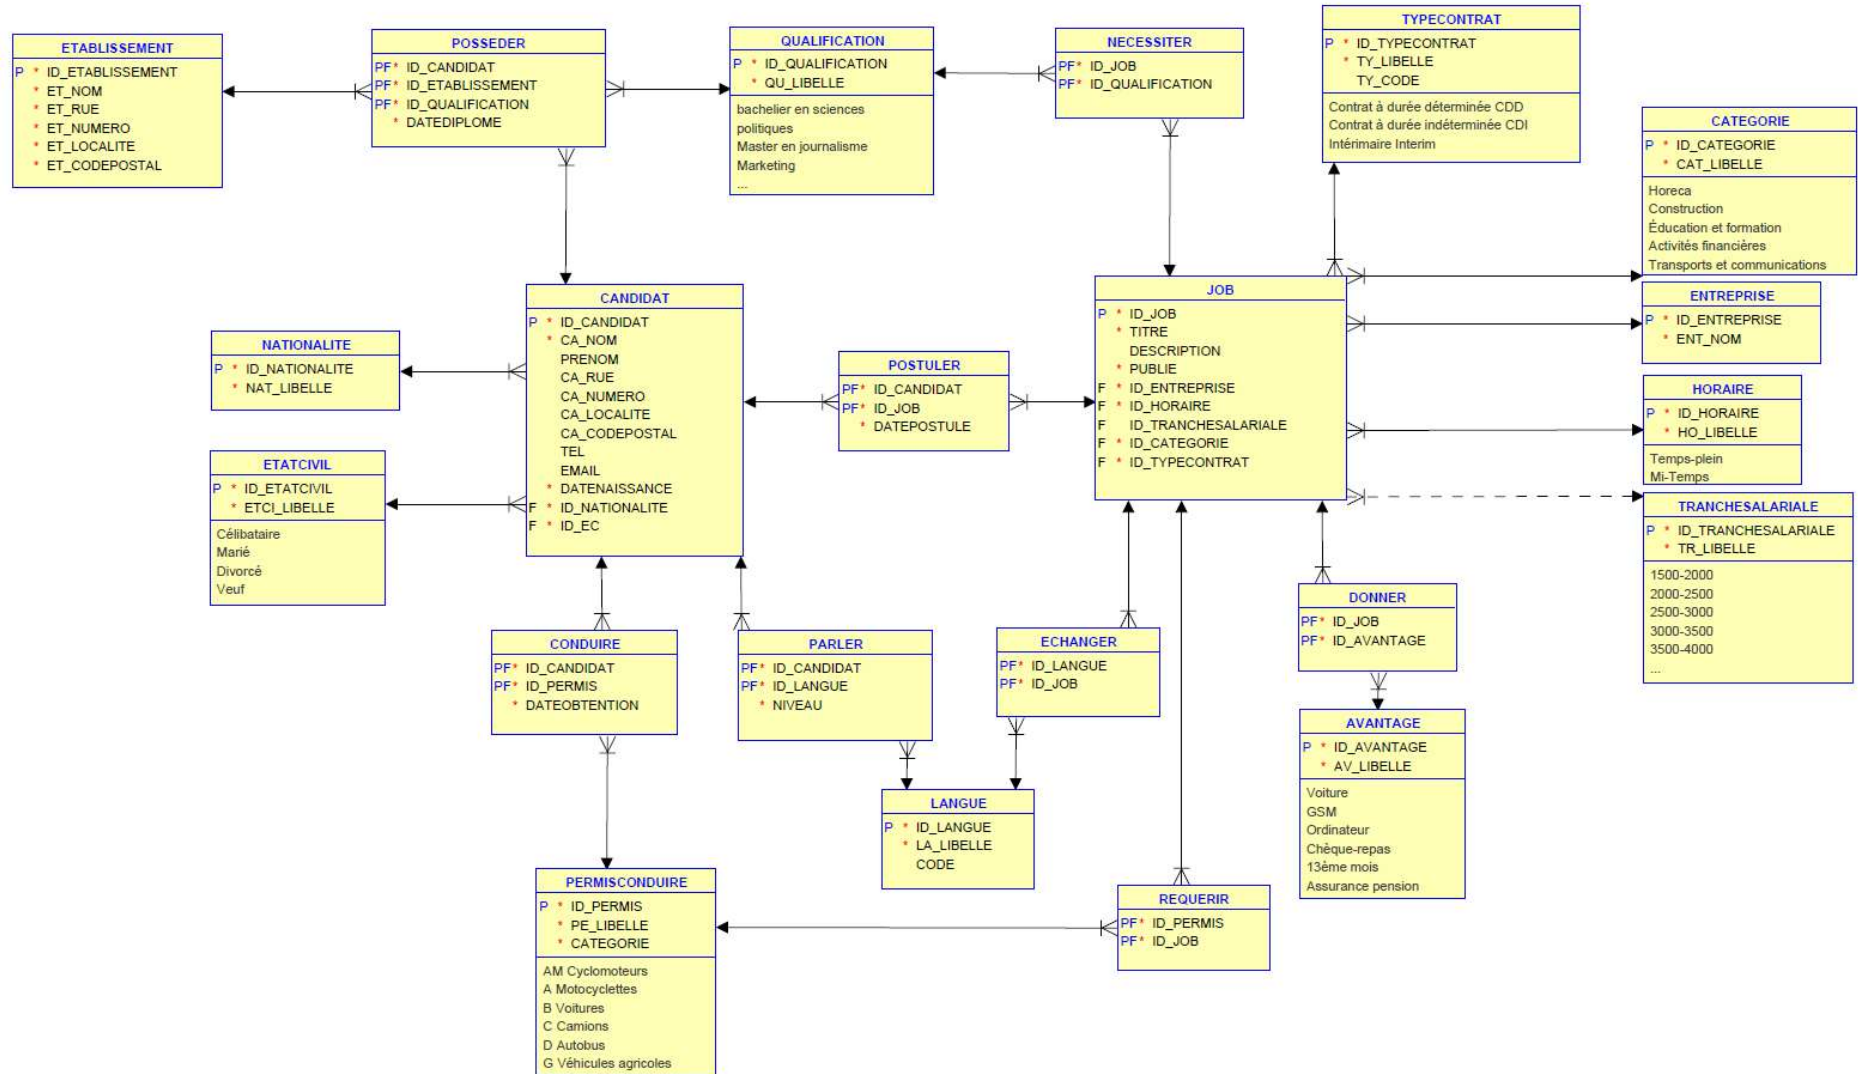 ETABLISSEMENT
P * ID_ETABLISSEMENT
* ET_NOM
* ET_RUE
* ET_NUMERO
* ET_LOCALITE
* ET_CODEPOSTAL
POSSEDER
PF* ID_CANDIDAT
PF* ID_ETABLISSEMENT
PF* ID_QUALIFICATION
* DATEDIPLOME
QUALIFICATION
P * ID_QUALIFICATION
* QU_LIBELLE
bachelier en sciences
politiques
Master en journalisme
Marketing
...
NECESSITER
PF* ID_JOB
PF* ID_QUALIFICATION
TYPECONTRAT
P * ID_TYPECONTRAT
* TY_LIBELLE
TY_CODE
Contrat à durée déterminée CDD
Contrat à durée indéterminée CDI
Intérimaire Interim
CATEGORIE
P * ID_CATEGORIE
* CAT_LIBELLE
Horeca
Construction
Éducation et formation
Activités financières
Transports et communications
NATIONALITE
P * ID_NATIONALITE
* NAT_LIBELLE
ETATCIVIL
P * ID_ETATCIVIL
* ETCI_LIBELLE
Célibataire
Marié
Divorcé
Veuf
CANDIDAT
P * ID_CANDIDAT
* CA_NOM
PRENOM
CA_RUE
CA_NUMERO
CA_LOCALITE
CA_CODEPOSTAL
TEL
EMAIL
* DATENAISSANCE
F * ID_NATIONALITE
F * ID_EC
POSTULER
PF* ID_CANDIDAT
PF* ID_JOB
* DATEPOSTULE
JOB
P * ID_JOB
* TITRE
DESCRIPTION
* PUBLIE
F * ID_ENTREPRISE
F * ID_HORAIRE
F ID_TRANCHESALARIALE
F * ID_CATEGORIE
F * ID_TYPECONTRAT
ENTREPRISE
P * ID_ENTREPRISE
* ENT_NOM
HORAIRE
P * ID_HORAIRE
* HO_LIBELLE
Temps-plein
Mi-Temps
TRANCHESALARIALE
P * ID_TRANCHESALARIALE
* TR_LIBELLE
1500-2000
2000-2500
2500-3000
3000-3500
3500-4000
...
CONDUIRE
PF* ID_CANDIDAT
PF* ID_PERMIS
* DATEOBTENTION
PARLER
PF* ID_CANDIDAT
PF* ID_LANGUE
* NIVEAU
ECHANGER
PF* ID_LANGUE
PF* ID_JOB
DONNER
PF* ID_JOB
PF* ID_AVANTAGE
AVANTAGE
P * ID_AVANTAGE
* AV_LIBELLE
Voiture
GSM
Ordinateur
Chèque-repas
13ème mois
Assurance pension
LANGUE
P * ID_LANGUE
* LA_LIBELLE
CODE
PERMISCONDUIRE
P * ID_PERMIS
* PE_LIBELLE
* CATEGORIE
AM Cyclomoteurs
A Motocyclettes
B Voitures
C Camions
D Autobus
G Véhicules agricoles
REQUERIR
PF* ID_PERMIS
PF* ID_JOB